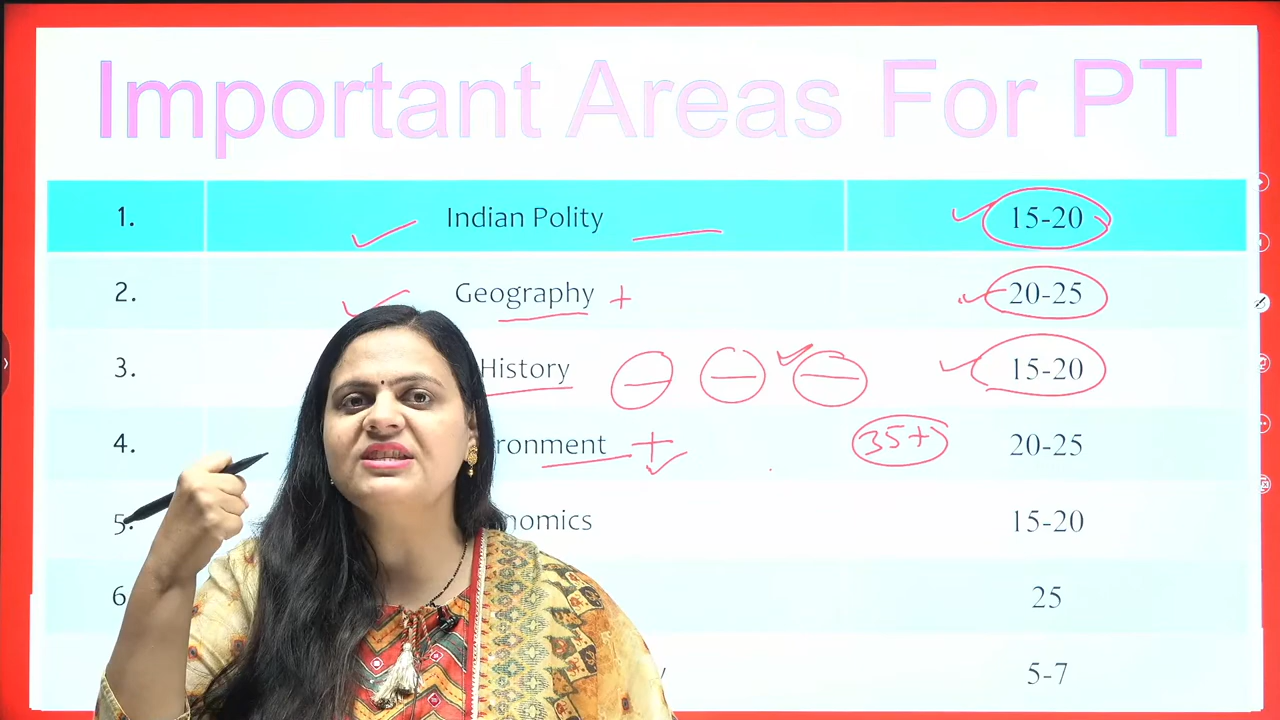 Important Areas For PT
1. Indian Polity 15-20
2. Geography + 20-25
3. History 15-20
4. ronment + 35+ 20-25
5. nomics 15-20
6 25
5-7